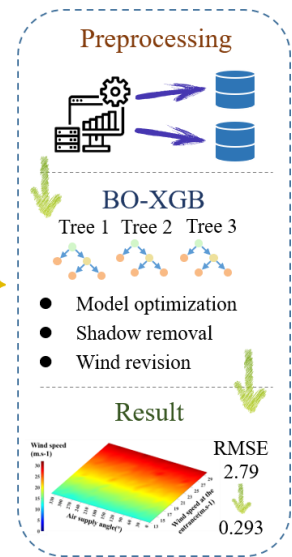 Preprocessing
BO-XGB
Tree 1 Tree 2 Tree 3
● Model optimization
● Shadow removal
● Wind revision
Result
Wind speed
(m.s-1)
Air supply angle(°)
Wind speed at the
entrance(m.s-1)
RMSE
2.79
0.293